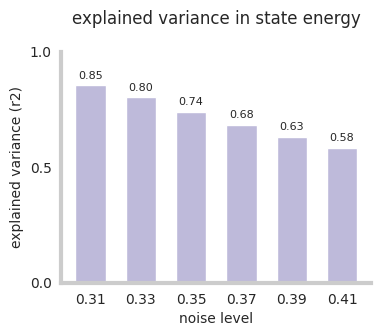 explained variance in state energy
1.0
0.5
0.0
explained variance (r2)
0.85
0.80
0.74
0.68
0.63
0.58
0.31 0.33 0.35 0.37 0.39 0.41
noise level